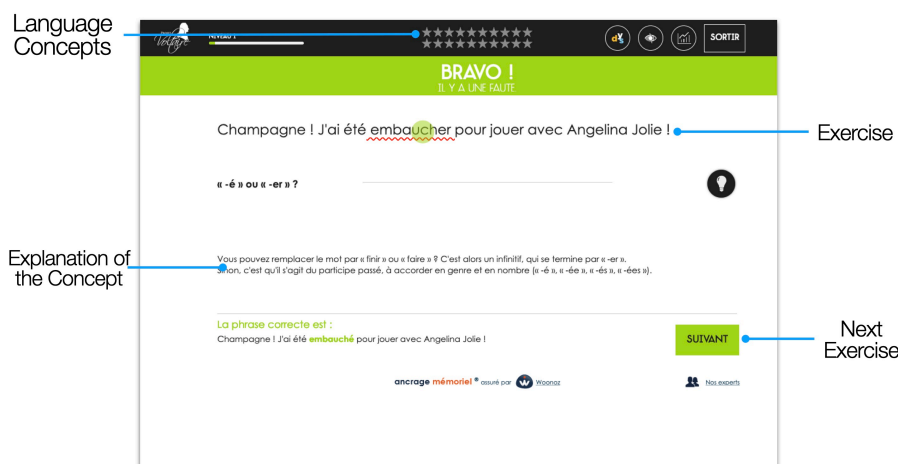 Language
Concepts
Voltaire
NIVEAU 1
dys
SORTIR
BRAVO !
IL Y A UNE FAUTE
Champagne ! J'ai été embaucher pour jouer avec Angelina Jolie !
Exercise
« -é » ou « -er » ?
Explanation of
the Concept
Vous pouvez remplacer le mot par « finir » ou « faire » ? C'est alors un infinitif, qui se termine par « -er ».
Sinon, c'est qu'il s'agit du participe passé, à accorder en genre et en nombre (« -é », « -ée », « -és », « -ées »).
La phrase correcte est :
Champagne ! J'ai été embauché pour jouer avec Angelina Jolie !
SUIVANT
Next
Exercise
ancrage mémoriel ® assuré par W Woonoz
Nos experts